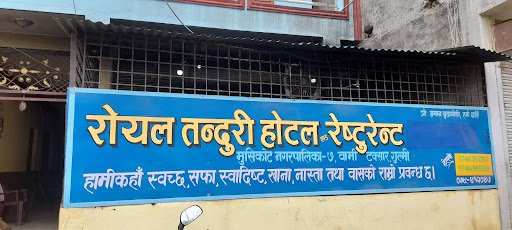 रोयल तन्दुरी होटल एण्ड रेष्टुरेन्ट
मुसिकोट नगरपालिका-७, वामी टक्सार, गुल्मी
हामीकहाँ स्वच्छ, सफा, स्वादिष्ट, खाना, नास्ता तथा वासको राम्रो प्रवन्ध छ।